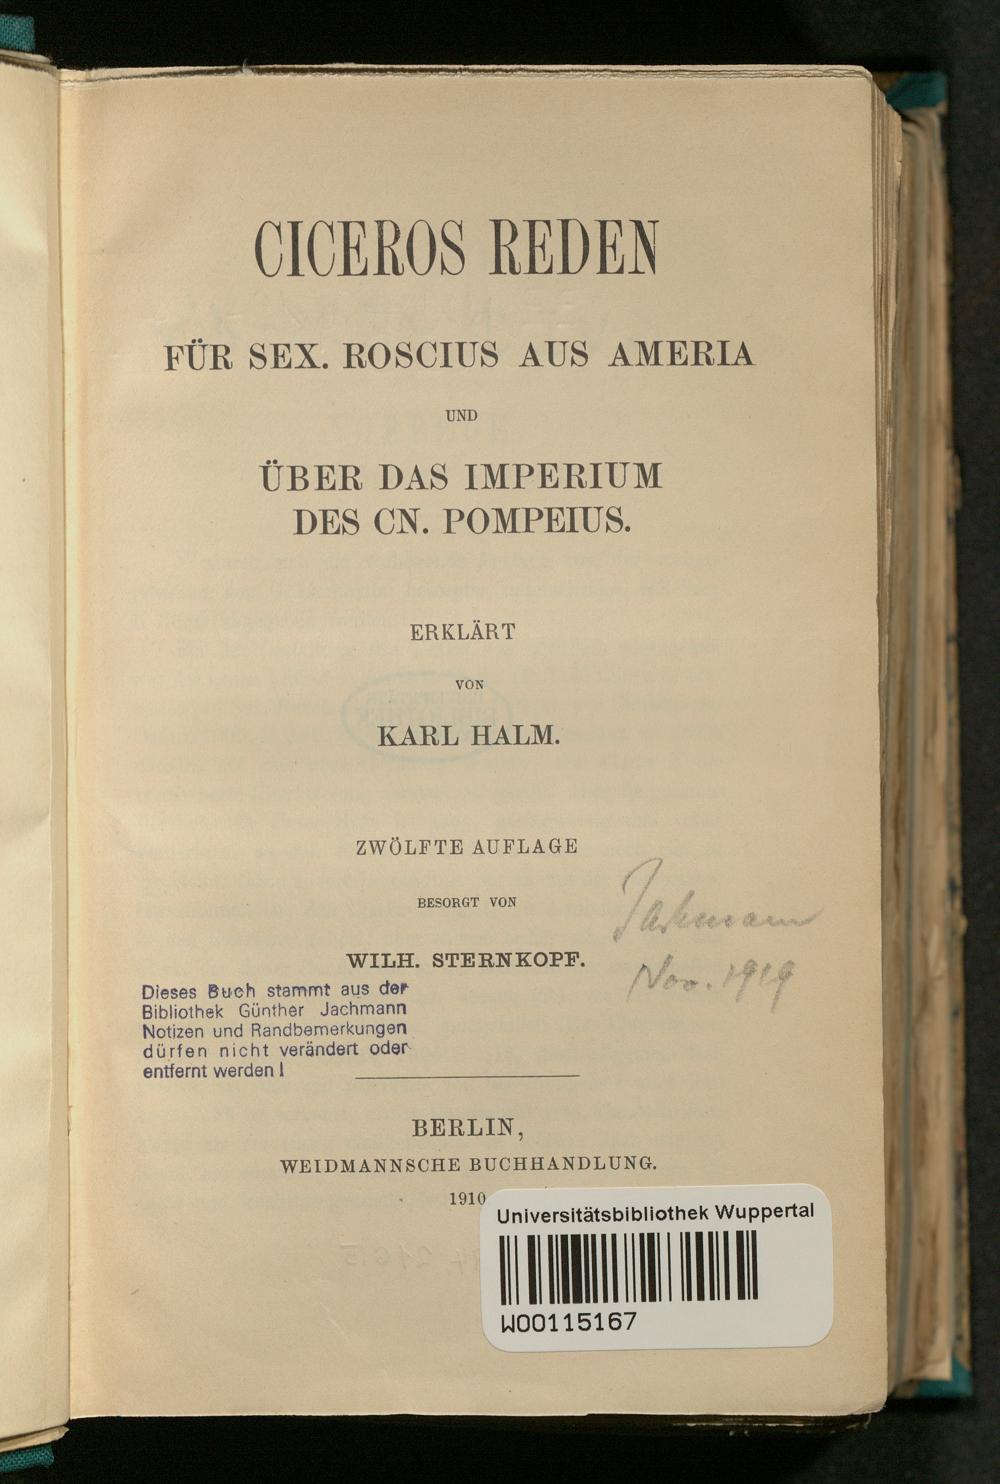 CICEROS REDEN
FÜR SEX. ROSCIUS AUS AMERIA
UND
ÜBER DAS IMPERIUM
DES CN. POMPEIUS.
ERKLÄRT
VON
KARL HALM.
ZWÖLFTE AUFLAGE
BESORGT VON
WILH. STERNKOPF.
Jachmann
Nov. 1919
Dieses Buch stammt aus der
Bibliothek Günther Jachmann
Notizen und Randbemerkungen
dürfen nicht verändert oder
entfernt werden!
BERLIN,
WEIDMANNSCHE BUCHHANDLUNG.
1910
Universitätsbibliothek Wuppertal
W00115167